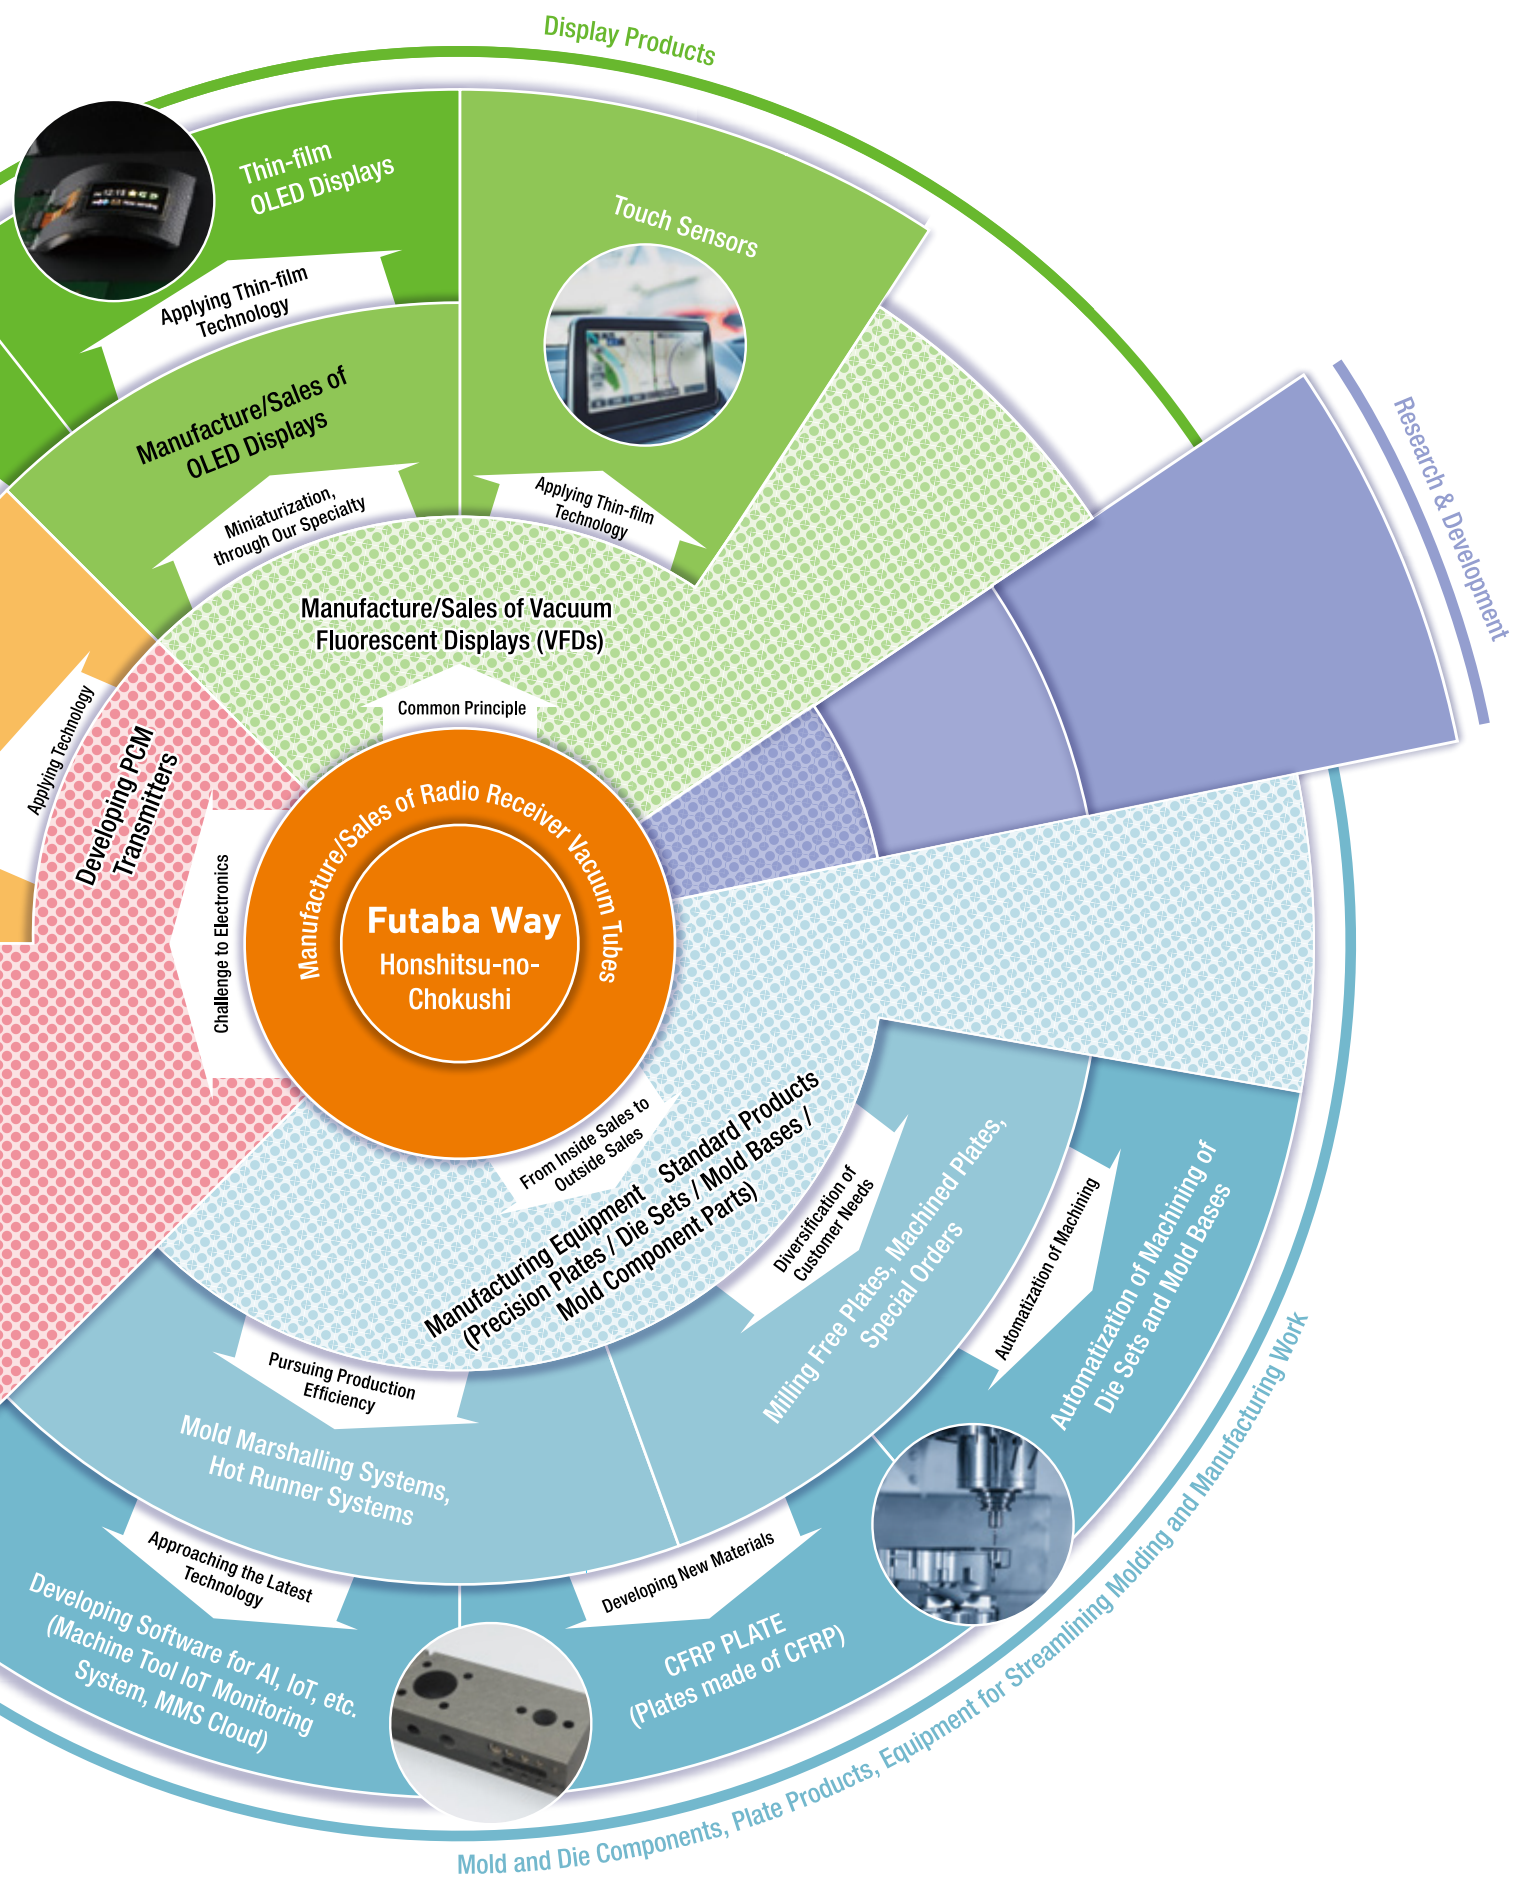 Display Products
Thin-film
OLED Displays
Touch Sensors
Applying Thin-film
Technology
Manufacture/Sales of
OLED Displays
Miniaturization,
through Our Specialty
Applying Thin-film
Technology
Research & Development
Manufacture/Sales of Vacuum
Fluorescent Displays (VFDs)
Common Principle
Applying Technology
Developing PCM
Transmitters
Challenge to Electronics
Manufacture/Sales of Radio Receiver Vacuum Tubes
Futaba Way
Honshitsu-no-
Chokushi
From Inside Sales to
Outside Sales
Manufacturing Equipment Standard Products
(Precision Plates / Die Sets / Mold Bases /
Mold Component Parts)
Diversification of
Customer Needs
Milling Free Plates, Machined Plates,
Special Orders
Automatization of Machining
Automatization of Machining of
Die Sets and Mold Bases
Pursuing Production
Efficiency
Mold Marshalling Systems,
Hot Runner Systems
Approaching the Latest
Technology
Developing New Materials
Developing Software for AI, IoT, etc.
(Machine Tool IoT Monitoring
System, MMS Cloud)
CFRP PLATE
(Plates made of CFRP)
Mold and Die Components, Plate Products, Equipment for Streamlining Molding and Manufacturing Work